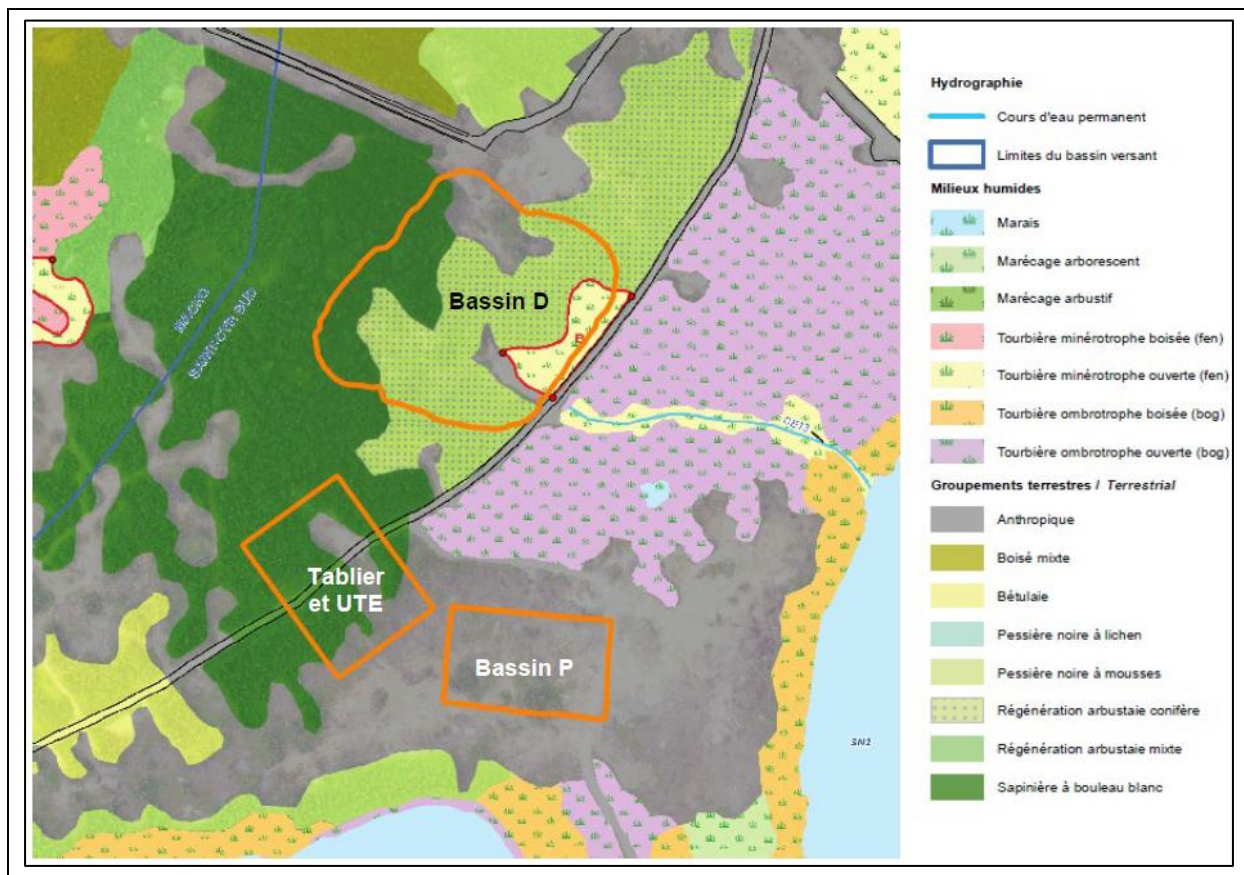 Bassin D
Tablier
et UTE
Bassin P
SN2
Hydrographie
Cours d'eau permanent
Limites du bassin versant
Milieux humides
Marais
Marécage arborescent
Marécage arbustif
Tourbière minérotrophe boisée (fen)
Tourbière minérotrophe ouverte (fen)
Tourbière ombrotrophe boisée (bog)
Tourbière ombrotrophe ouverte (bog)
Groupements terrestres / Terrestrial
Anthropique
Boisé mixte
Bétulaie
Pessière noire à lichen
Pessière noire à mousses
Régénération arbustaie conifère
Régénération arbustaie mixte
Sapinière à bouleau blanc